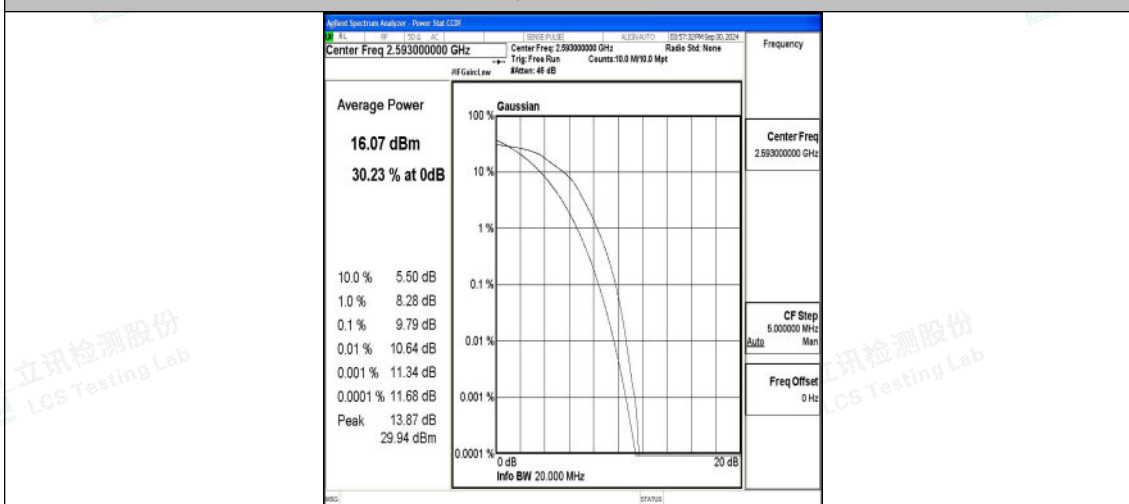 Agilent Spectrum Analyzer - Power Stat CCDF
RL RF 50 Ω AC SENSE:PULSE ALIGNAUTO 03:57:32PM Sep 30, 2024
Center Freq 2.593000000 GHz
Center Freq: 2.593000000 GHz Radio Std: None
Trig: Free Run Counts:10.0 M/10.0 Mpt
#IFGain:Low #Atten: 46 dB
Frequency
Average Power
16.07 dBm
30.23 % at 0dB
10.0 % 5.50 dB
1.0 % 8.28 dB
0.1 % 9.79 dB
0.01 % 10.64 dB
0.001 % 11.34 dB
0.0001 % 11.68 dB
Peak 13.87 dB
29.94 dBm
Gaussian
100 %
10 %
1 %
0.1 %
0.01 %
0.001 %
0.0001 %
0 dB 20 dB
Info BW 20.000 MHz
Center Freq
2.593000000 GHz
CF Step
5.000000 MHz
Auto Man
Freq Offset
0 Hz
MSG STATUS
立讯检测股份
LCS Testing Lab
立讯检测股份
LCS Testing Lab